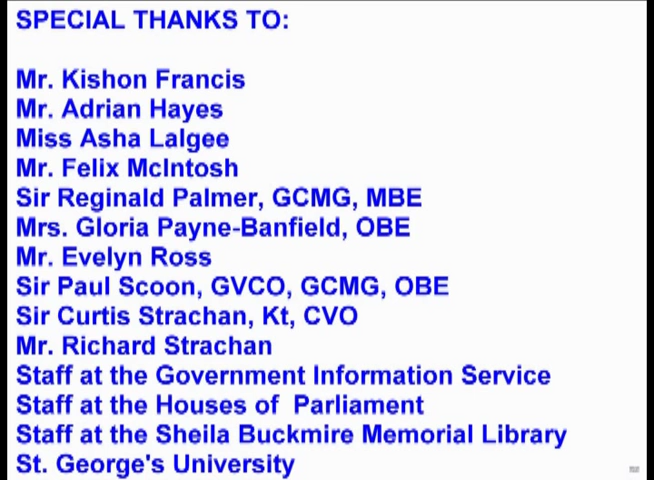 SPECIAL THANKS TO:
Mr. Kishon Francis
Mr. Adrian Hayes
Miss Asha Lalgee
Mr. Felix McIntosh
Sir Reginald Palmer, GCMG, MBE
Mrs. Gloria Payne-Banfield, OBE
Mr. Evelyn Ross
Sir Paul Scoon, GVCO, GCMG, OBE
Sir Curtis Strachan, Kt, CVO
Mr. Richard Strachan
Staff at the Government Information Service
Staff at the Houses of  Parliament
Staff at the Sheila Buckmire Memorial Library
St. George's University